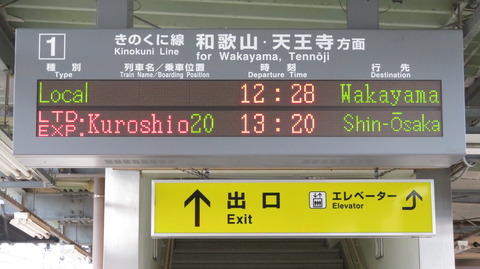 1 きのくに線 和歌山・天王寺方面
Kinokuni Line for Wakayama, Tennōji
種別 列車名/乗車位置 時刻 行先
Type Train Name/Boarding Position Departure Time Destination
Local 12:28 Wakayama
LTD. EXP. Kuroshio20 13:20 Shin-Ōsaka
出口 エレベーター
Exit Elevator